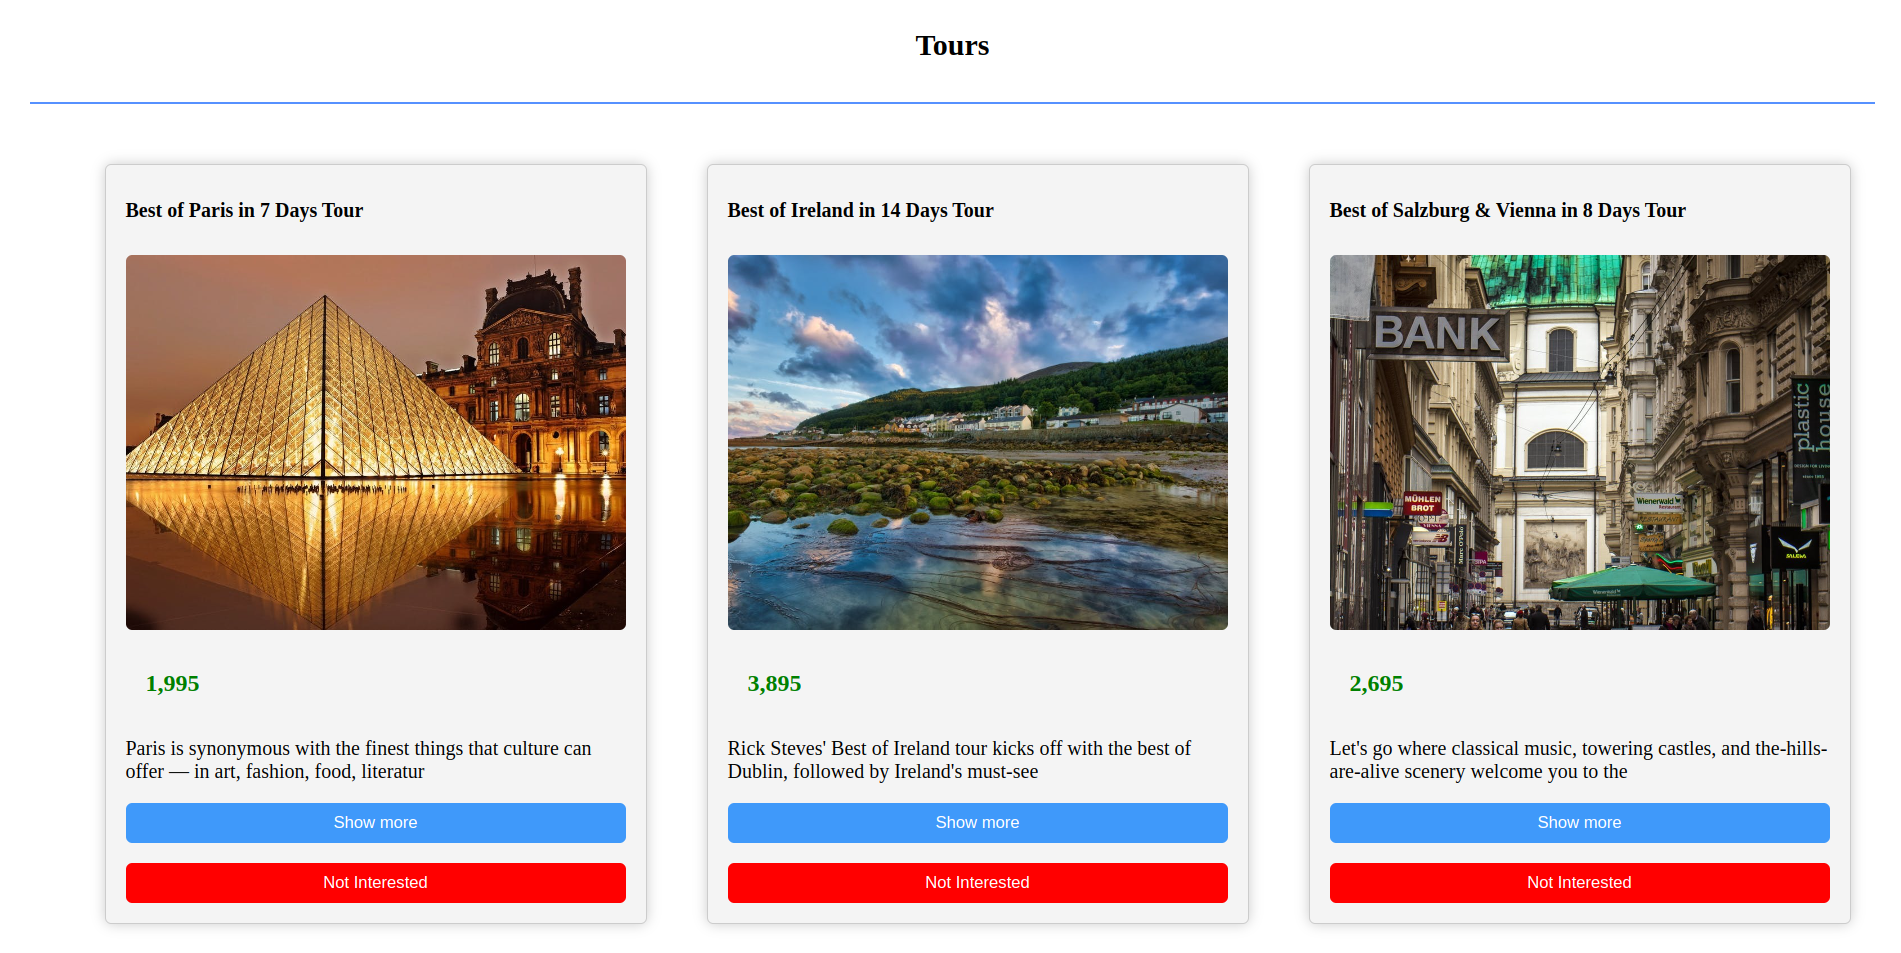 Tours
Best of Paris in 7 Days Tour
1,995
Paris is synonymous with the finest things that culture can
offer — in art, fashion, food, literatur
Show more
Not Interested
Best of Ireland in 14 Days Tour
3,895
Rick Steves' Best of Ireland tour kicks off with the best of
Dublin, followed by Ireland's must-see
Show more
Not Interested
Best of Salzburg & Vienna in 8 Days Tour
BANK
plastic
house
MÜHLEN
BROT
Wienerwald
2,695
Let's go where classical music, towering castles, and the-hills-
are-alive scenery welcome you to the
Show more
Not Interested